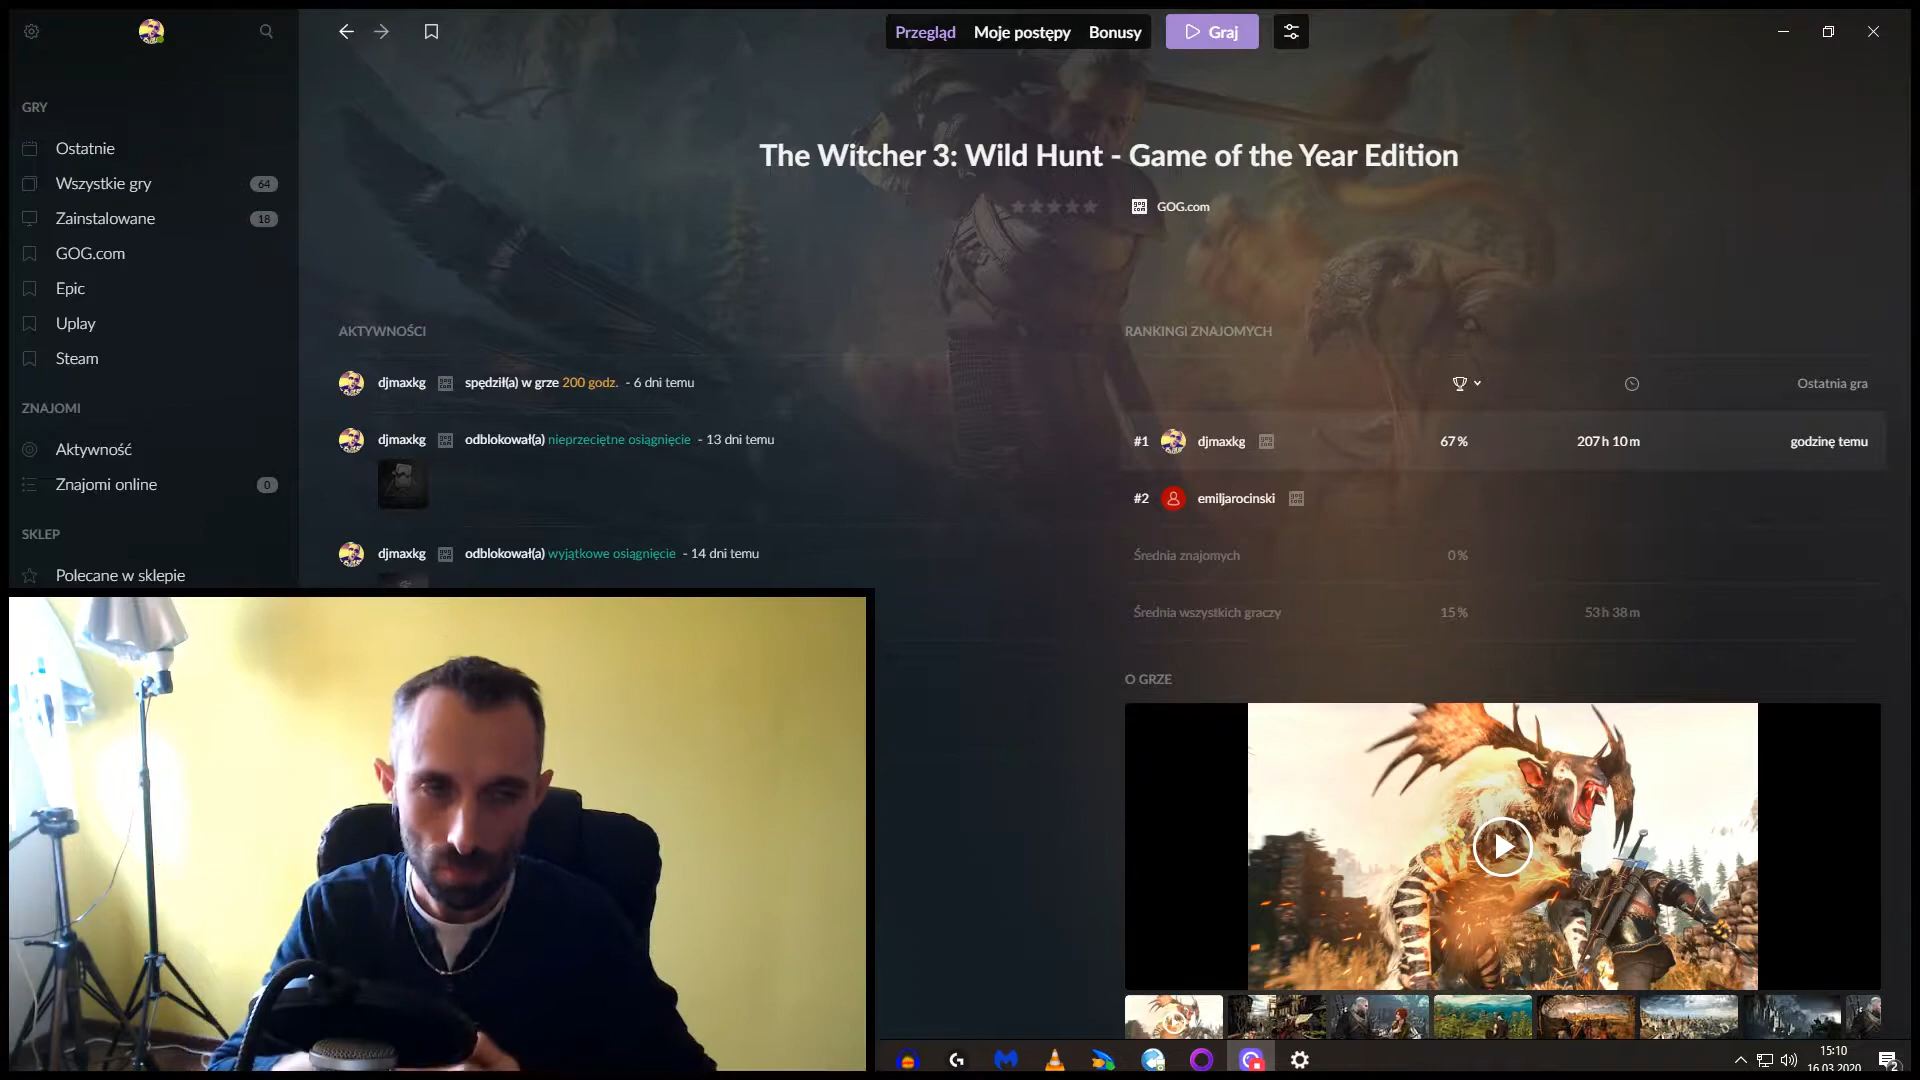 Przegląd Moje postępy Bonusy Graj
GRY
Ostatnie
Wszystkie gry 64
Zainstalowane 18
GOG.com
Epic
Uplay
Steam
ZNAJOMI
Aktywność
Znajomi online 0
SKLEP
Polecane w sklepie
The Witcher 3: Wild Hunt - Game of the Year Edition
GOG.com
AKTYWNOŚCI
djmaxkg spędził(a) w grze 200 godz. - 6 dni temu
djmaxkg odblokował(a) nieprzeciętne osiągnięcie - 13 dni temu
djmaxkg odblokował(a) wyjątkowe osiągnięcie - 14 dni temu
RANKINGI ZNAJOMYCH
Ostatnia gra
#1 djmaxkg 67% 207 h 10 m godzinę temu
#2 emiljarocinski
Średnia znajomych 0%
Średnia wszystkich graczy 15% 53 h 38 m
O GRZE
15:10
16.03.2020
2